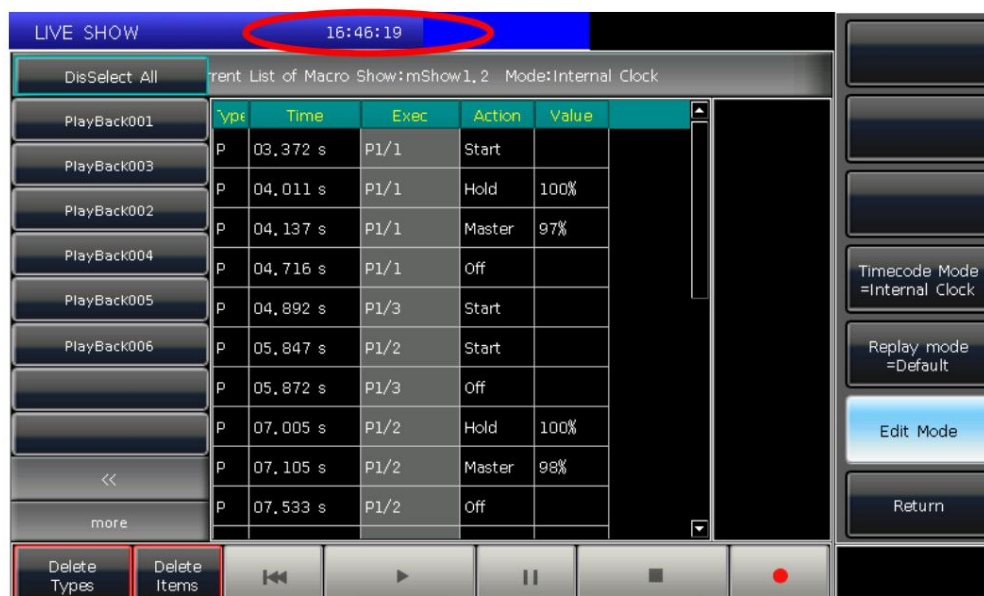 LIVE SHOW 16:46:19
DisSelect All rrent List of Macro Show:mShow1.2 Mode:Internal Clock
PlayBack001
PlayBack003
PlayBack002
PlayBack004
PlayBack005
PlayBack006
<<
more
Type Time Exec Action Value
P 03.372 s P1/1 Start
P 04.011 s P1/1 Hold 100%
P 04.137 s P1/1 Master 97%
P 04.716 s P1/1 Off
P 04.892 s P1/3 Start
P 05.847 s P1/2 Start
P 05.872 s P1/3 Off
P 07.005 s P1/2 Hold 100%
P 07.105 s P1/2 Master 98%
P 07.533 s P1/2 Off
Timecode Mode
=Internal Clock
Replay mode
=Default
Edit Mode
Return
Delete
Types
Delete
Items